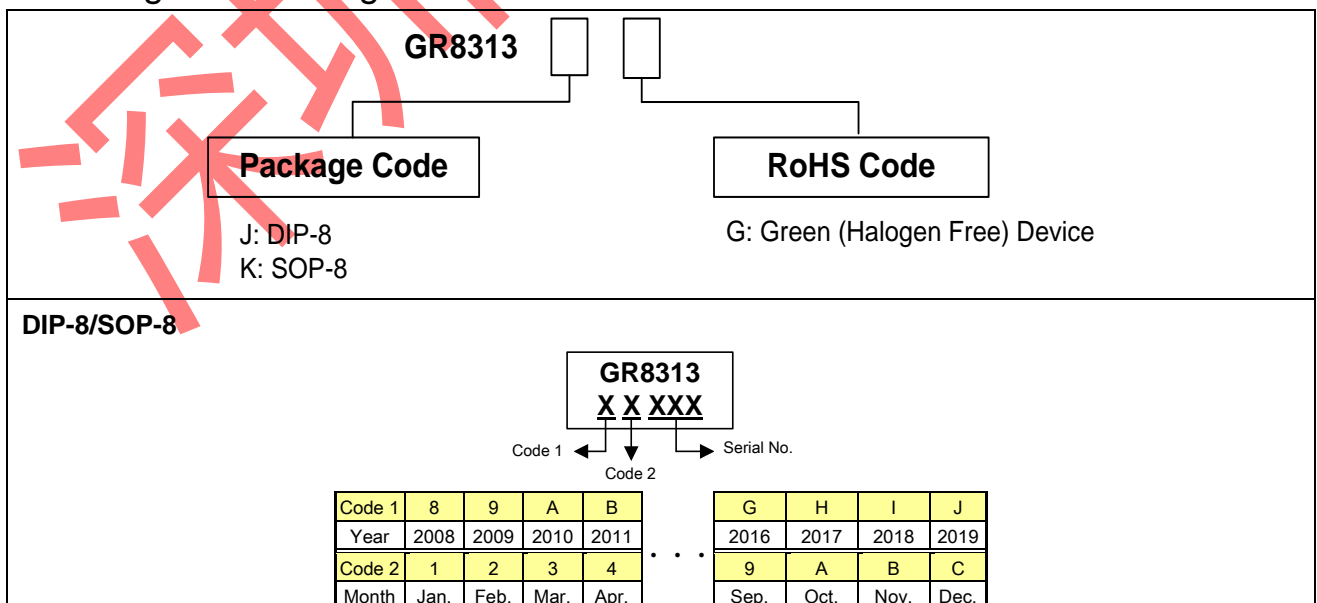 GR8313
Package Code
RoHS Code
J: DIP-8
K: SOP-8
G: Green (Halogen Free) Device
DIP-8/SOP-8
GR8313
X X XXX
Code 1
Serial No.
Code 2
Code 1 8 9 A B G H I J
Year 2008 2009 2010 2011 . . . 2016 2017 2018 2019
Code 2 1 2 3 4 9 A B C
Month Jan. Feb. Mar. Apr. Sep. Oct. Nov. Dec.
深圳